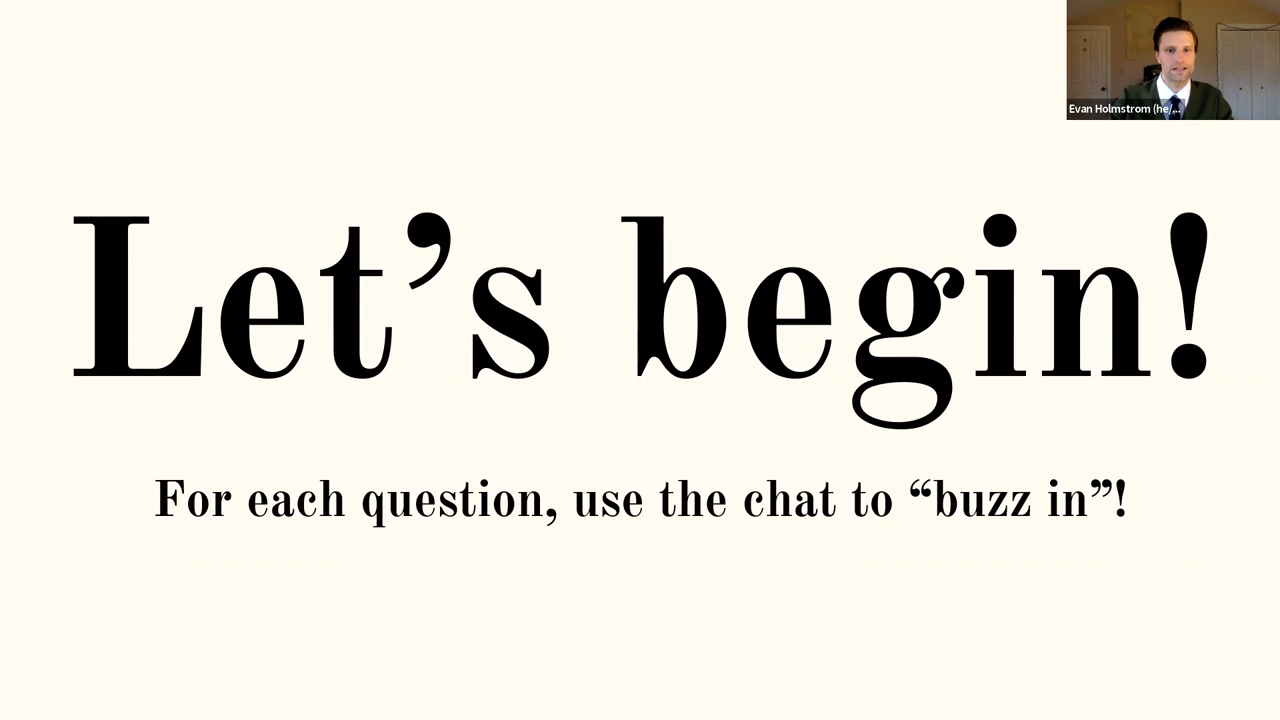 Evan Holmstrom (he/...
Let’s begin!
For each question, use the chat to “buzz in”!